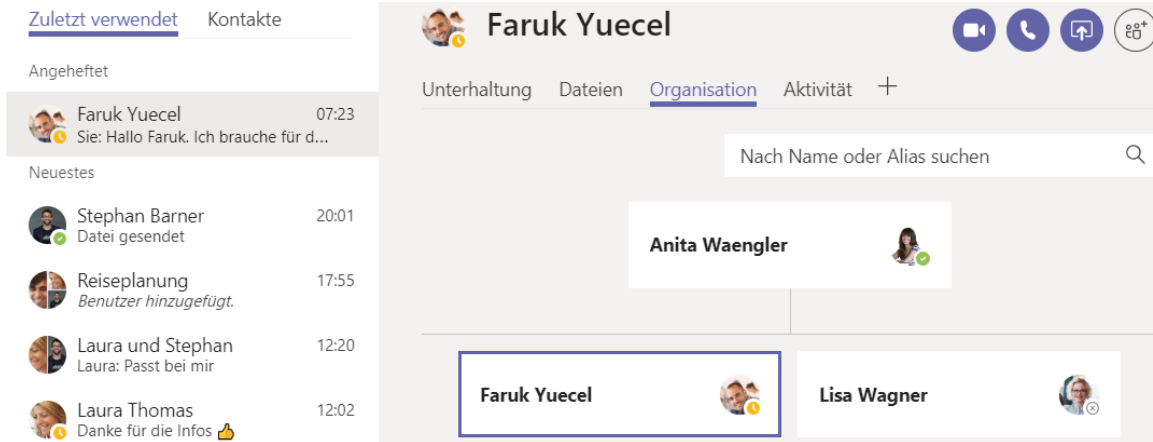 Zuletzt verwendet Kontakte
Angeheftet
Faruk Yuecel 07:23
Sie: Hallo Faruk. Ich brauche für d...
Neuestes
Stephan Barner 20:01
Datei gesendet
Reiseplanung 17:55
Benutzer hinzugefügt.
Laura und Stephan 12:20
Laura: Passt bei mir
Laura Thomas 12:02
Danke für die Infos 👍
Faruk Yuecel
Unterhaltung Dateien Organisation Aktivität +
Nach Name oder Alias suchen
Anita Waengler
Faruk Yuecel
Lisa Wagner